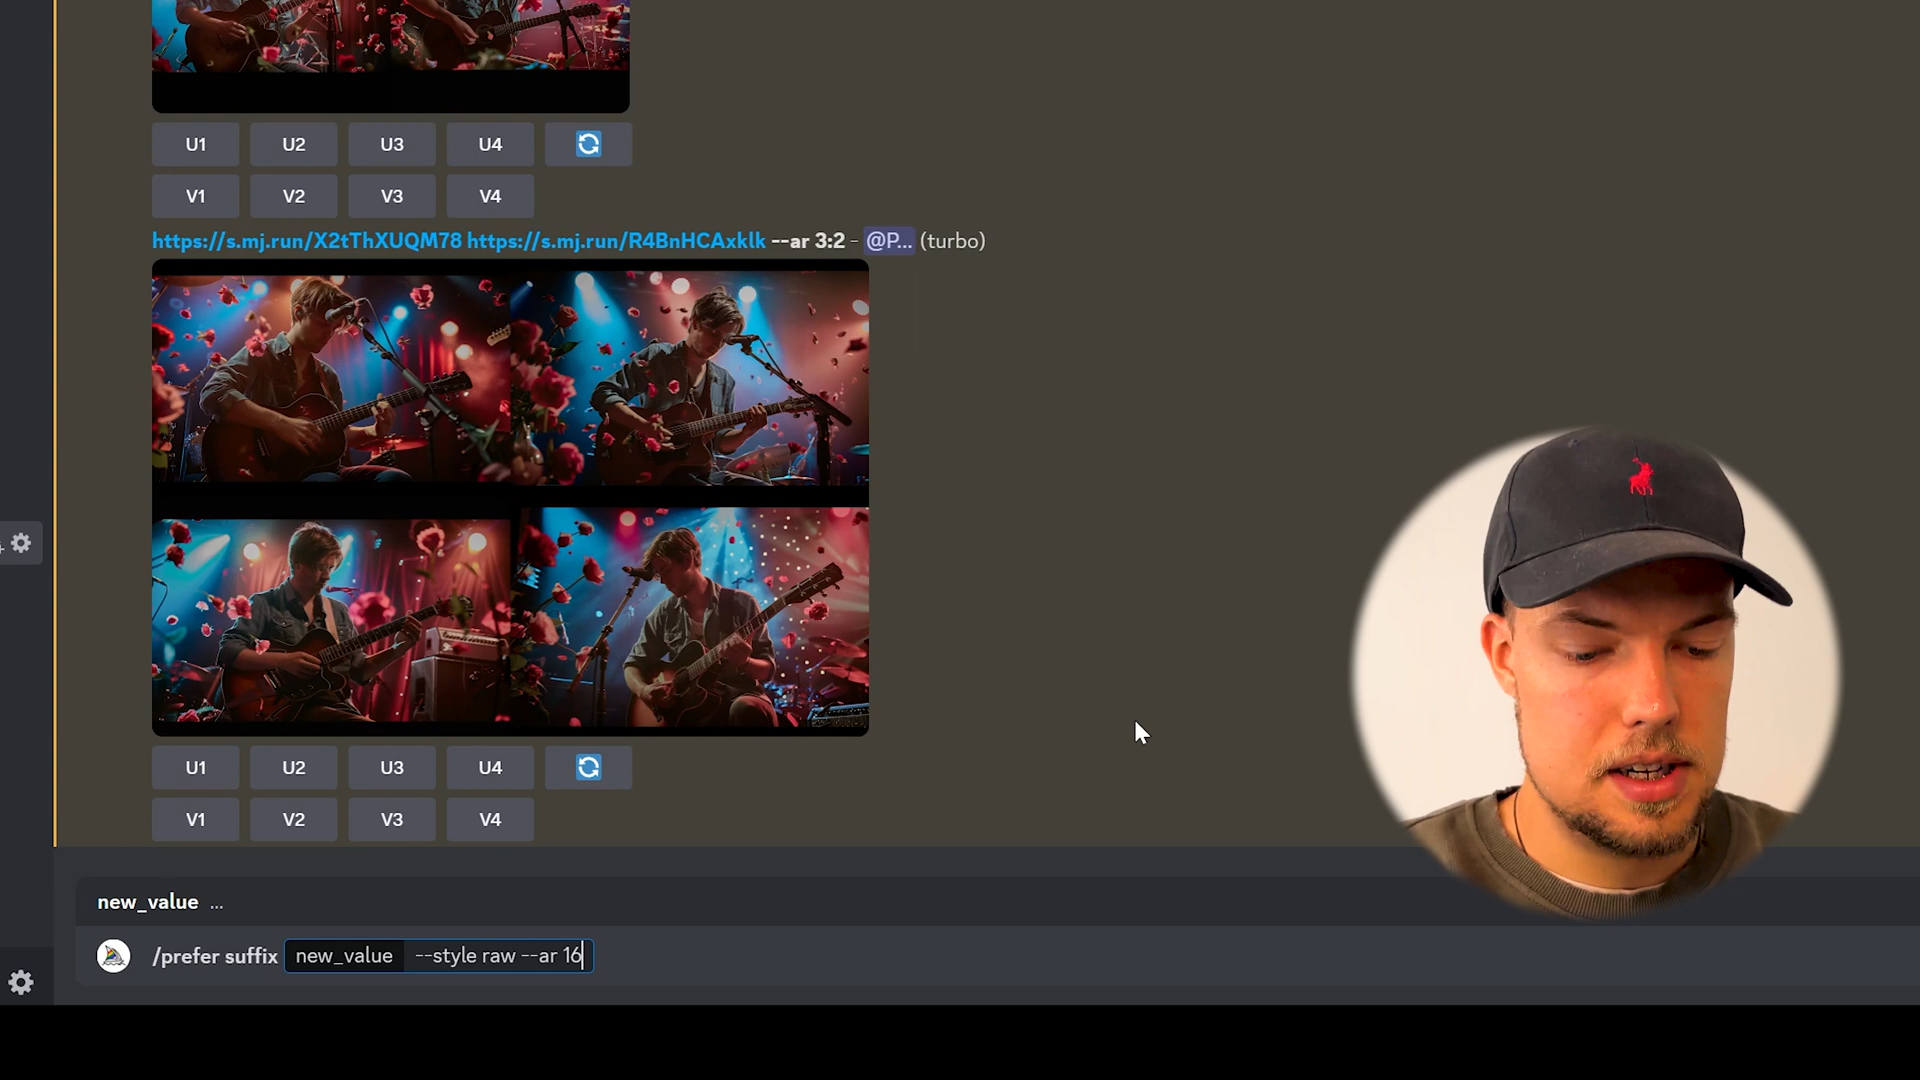 U1 U2 U3 U4
V1 V2 V3 V4
https://s.mj.run/X2tThXUQM78 https://s.mj.run/R4BnHCAxklk --ar 3:2 - @P... (turbo)
U1 U2 U3 U4
V1 V2 V3 V4
new_value ...
/prefer suffix new_value --style raw --ar 16